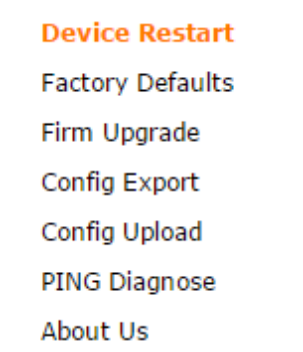 Device Restart
Factory Defaults
Firm Upgrade
Config Export
Config Upload
PING Diagnose
About Us